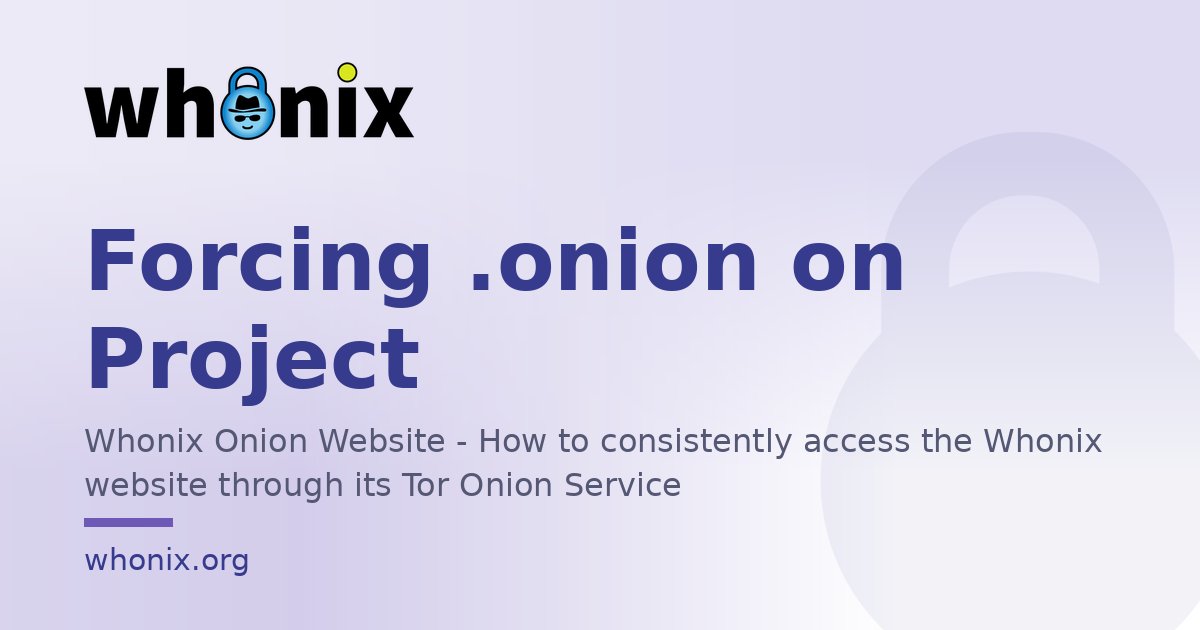 whonix
Forcing .onion on
Project
Whonix Onion Website - How to consistently access the Whonix
website through its Tor Onion Service
whonix.org